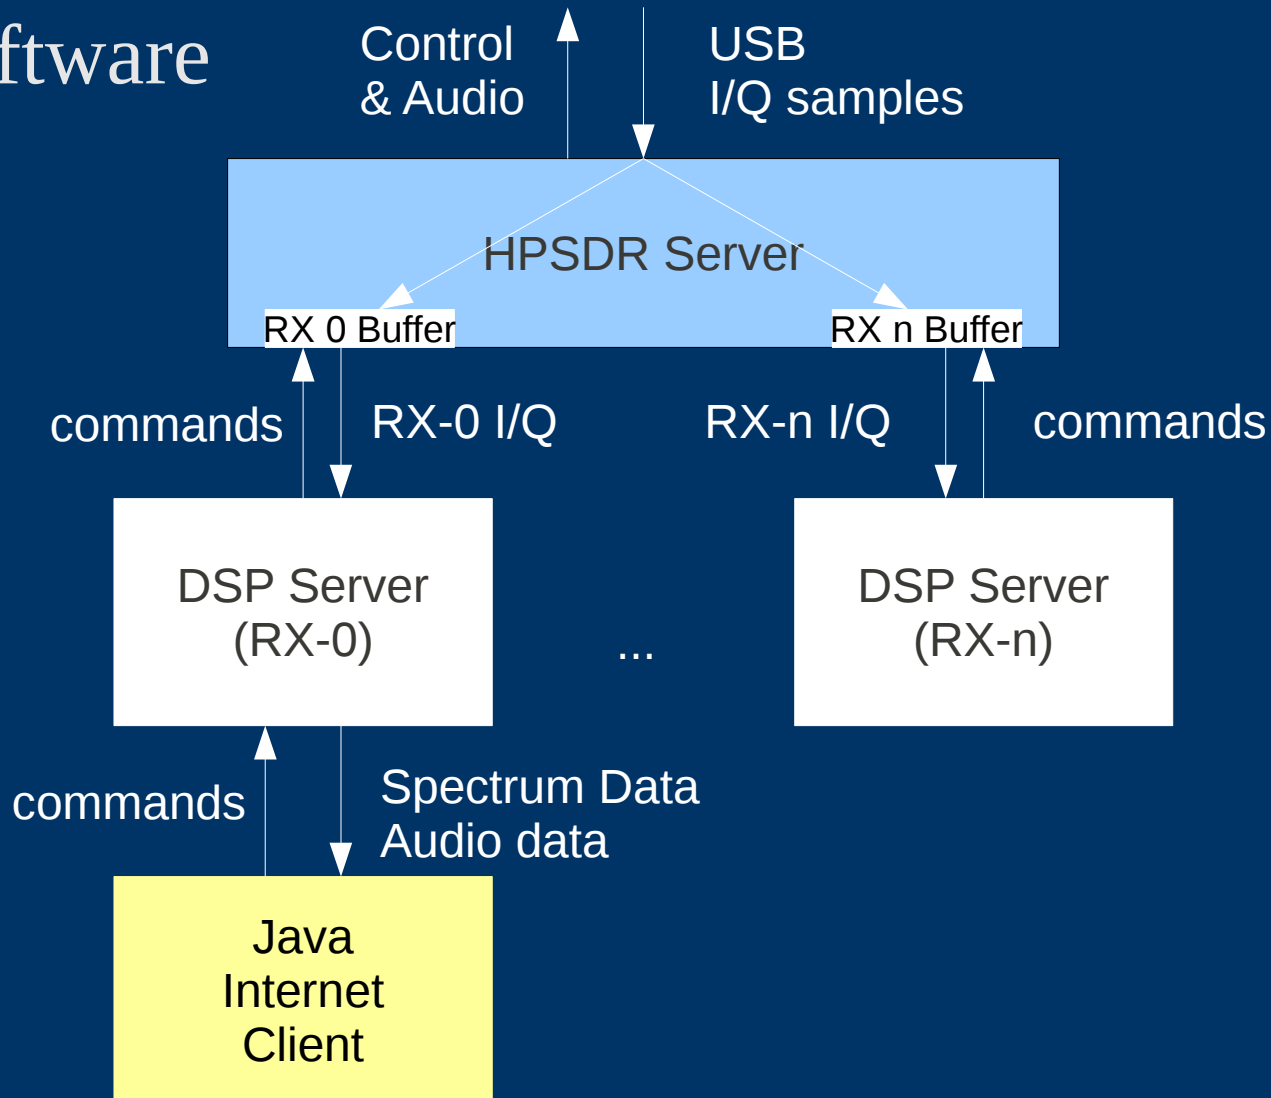 ftware
Control
& Audio
USB
I/Q samples
HPSDR Server
RX 0 Buffer
RX n Buffer
commands
RX-0 I/Q
RX-n I/Q
commands
DSP Server
(RX-0)
...
DSP Server
(RX-n)
commands
Spectrum Data
Audio data
Java
Internet
Client